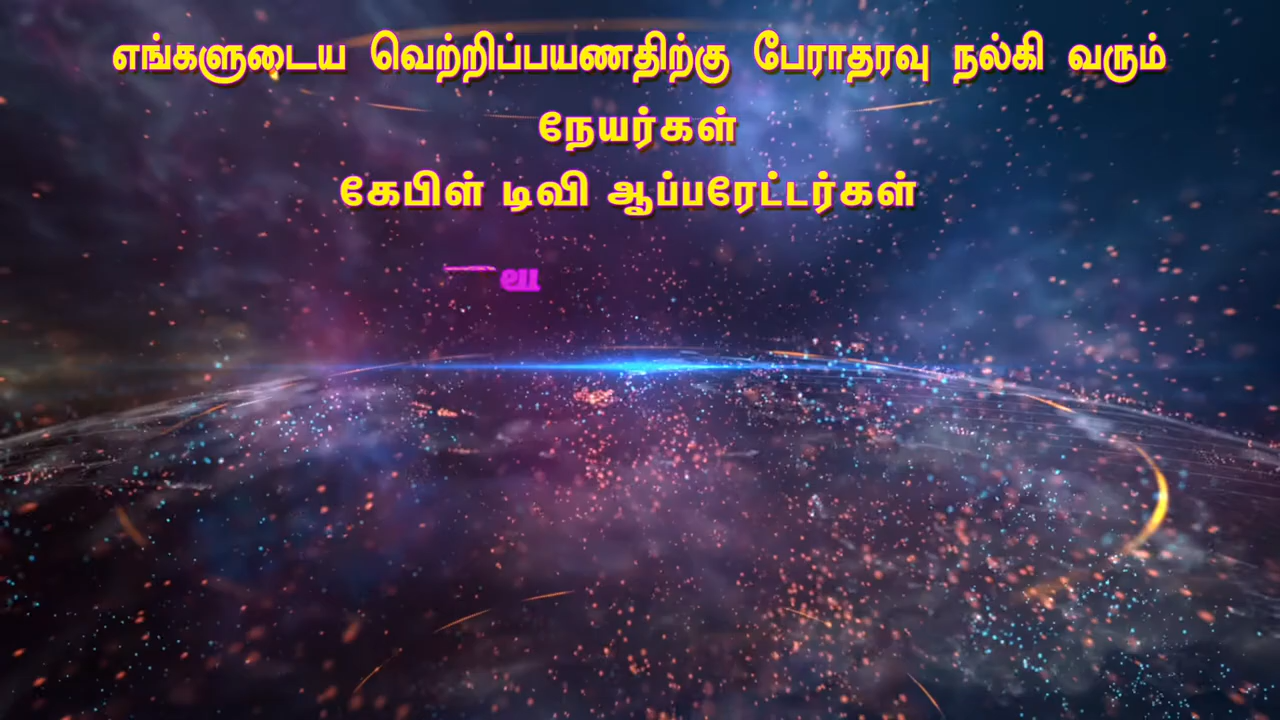 எங்களுடைய வெற்றிப்பயணதிற்கு பேராதரவு நல்கி வரும்
நேயர்கள்
கேபிள் டிவி ஆப்பரேட்டர்கள்